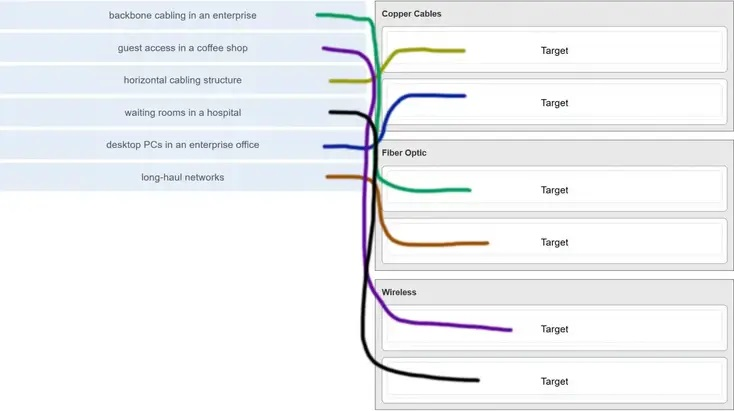 backbone cabling in an enterprise
guest access in a coffee shop
horizontal cabling structure
waiting rooms in a hospital
desktop PCs in an enterprise office
long-haul networks
Copper Cables
Target
Target
Fiber Optic
Target
Target
Wireless
Target
Target